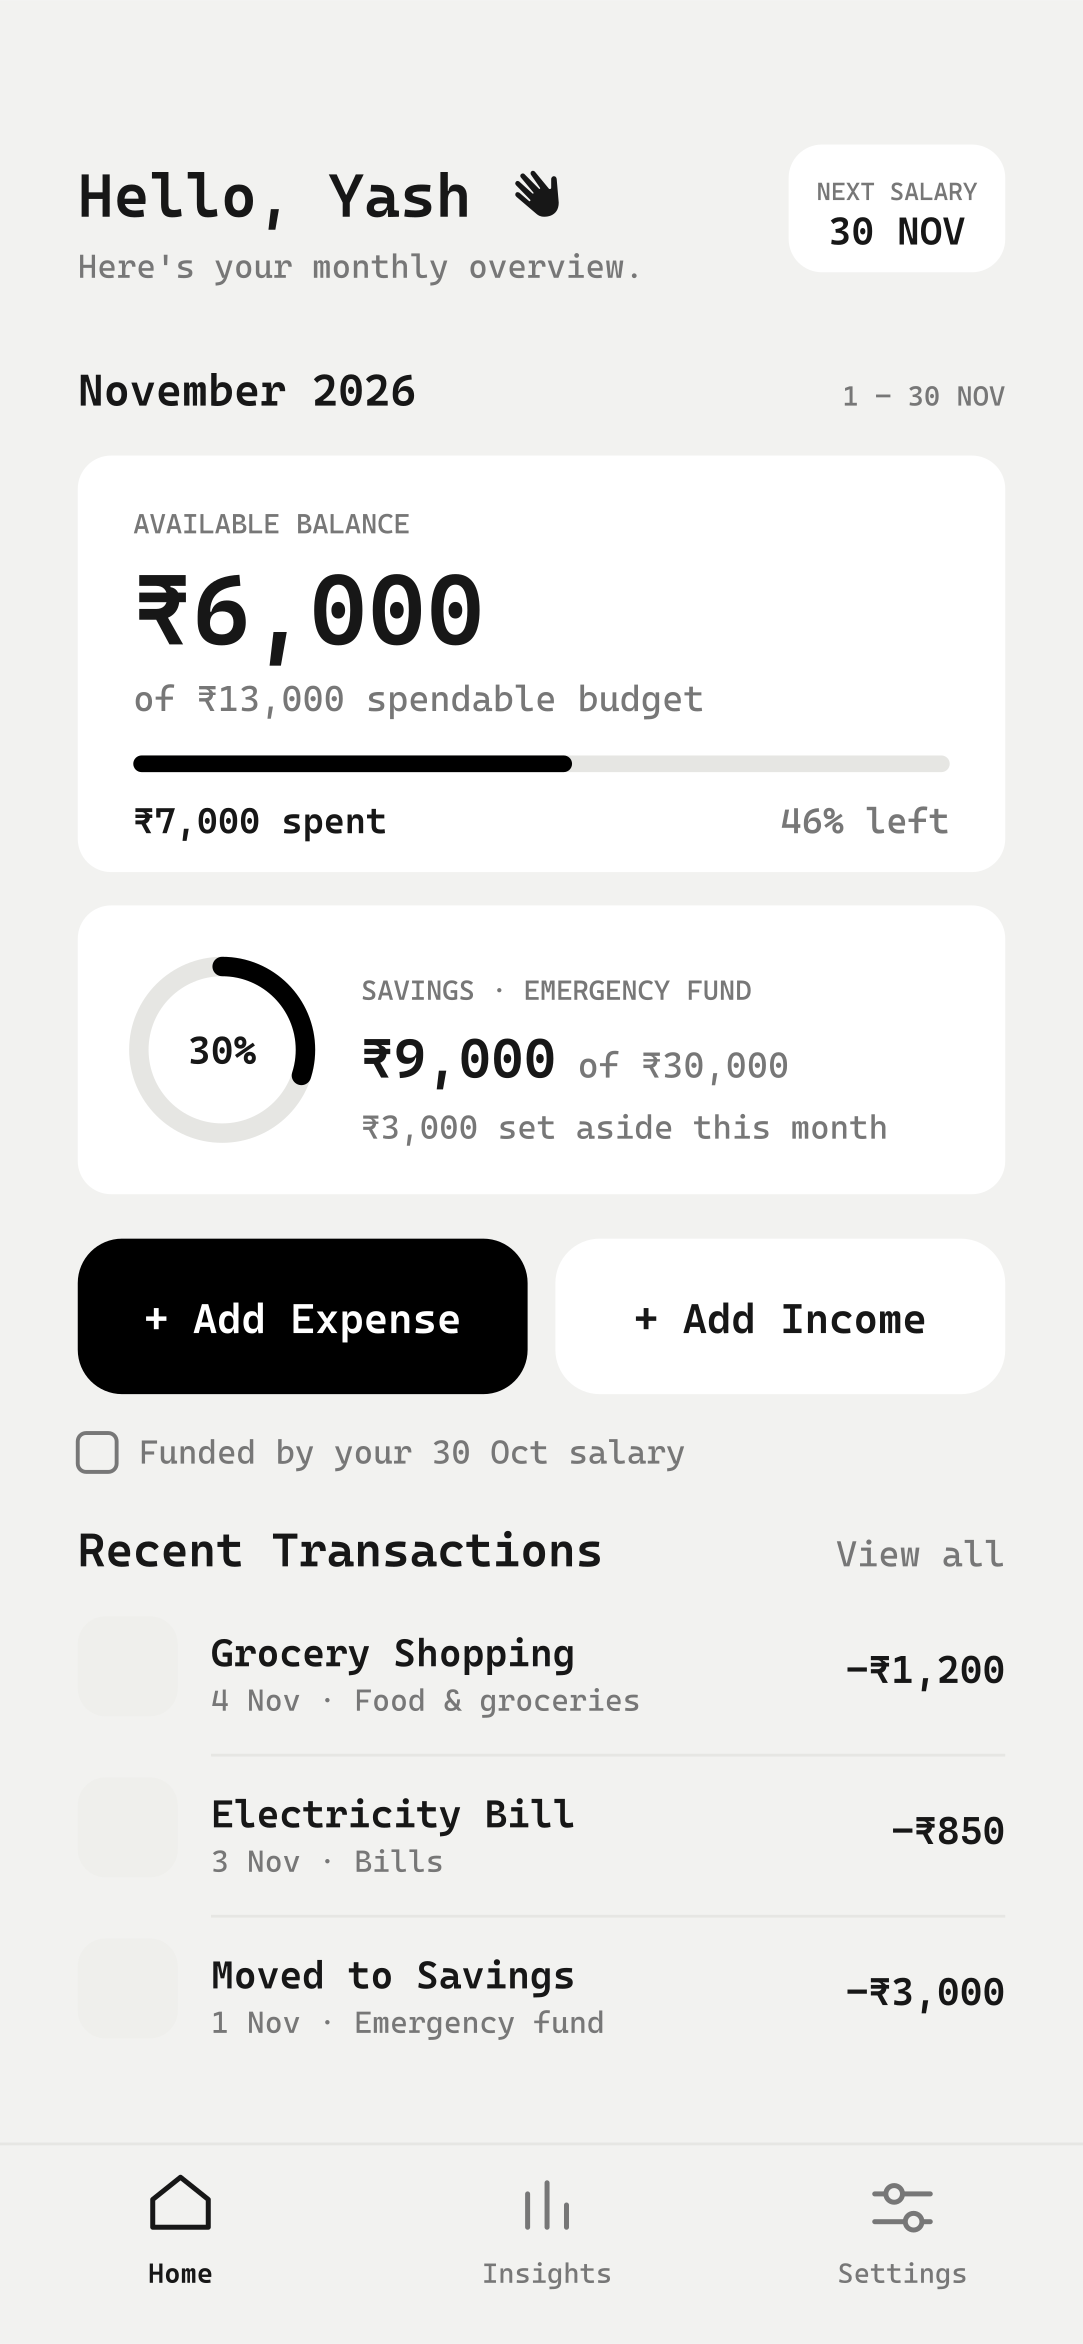 Hello, Yash 👋
Here's your monthly overview.
NEXT SALARY
30 NOV
November 2026
1 – 30 NOV
AVAILABLE BALANCE
₹6,000
of ₹13,000 spendable budget
₹7,000 spent
46% left
30%
SAVINGS · EMERGENCY FUND
₹9,000 of ₹30,000
₹3,000 set aside this month
+ Add Expense
+ Add Income
Funded by your 30 Oct salary
Recent Transactions
View all
Grocery Shopping
4 Nov · Food & groceries
−₹1,200
Electricity Bill
3 Nov · Bills
−₹850
Moved to Savings
1 Nov · Emergency fund
−₹3,000
Home
Insights
Settings